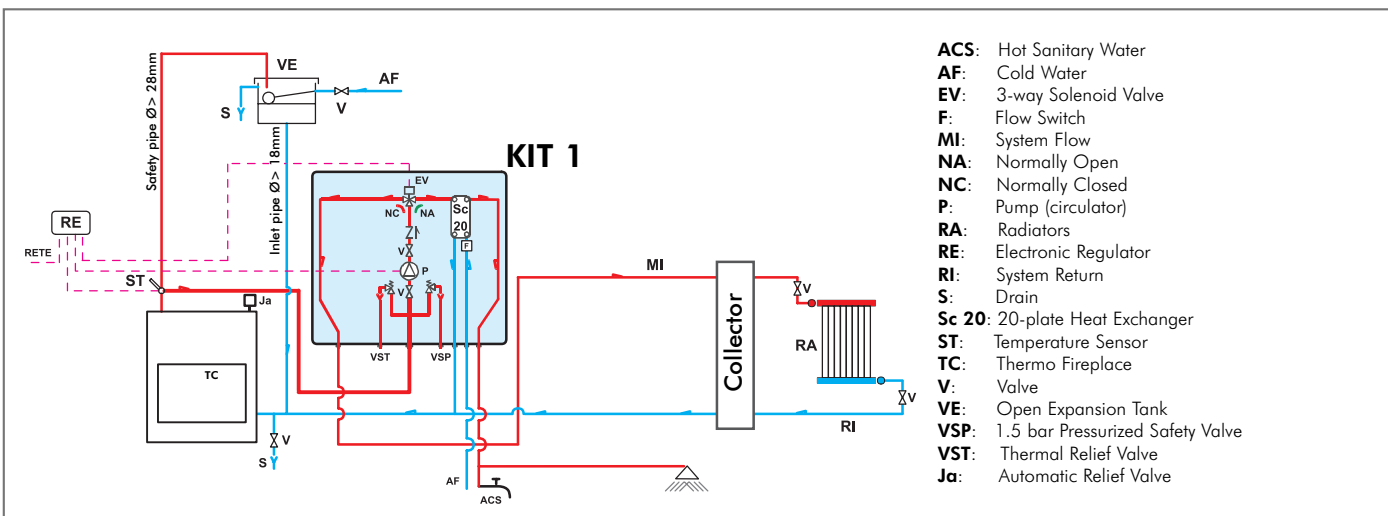 VE
AF
S
V
Safety pipe Ø> 28mm
Inlet pipe Ø> 18mm
KIT 1
EV
NC
NA
Sc
20
F
V
P
V
RE
RETE
ST
Ja
TC
VST
VSP
MI
Collector
V
RA
V
RI
V
S
AF
ACS
ACS: Hot Sanitary Water
AF: Cold Water
EV: 3-way Solenoid Valve
F: Flow Switch
MI: System Flow
NA: Normally Open
NC: Normally Closed
P: Pump (circulator)
RA: Radiators
RE: Electronic Regulator
RI: System Return
S: Drain
Sc 20: 20-plate Heat Exchanger
ST: Temperature Sensor
TC: Thermo Fireplace
V: Valve
VE: Open Expansion Tank
VSP: 1.5 bar Pressurized Safety Valve
VST: Thermal Relief Valve
Ja: Automatic Relief Valve